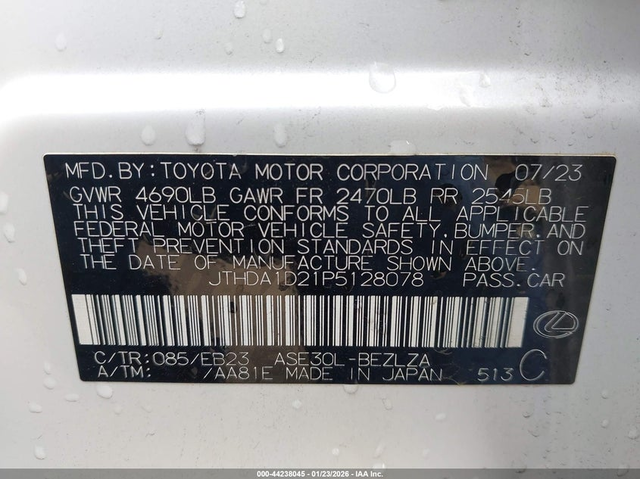 MFD.BY:TOYOTA MOTOR CORPORATION 07/23
GVWR 4690LB GAWR FR 2470LB RR 2545LB
THIS VEHICLE CONFORMS TO ALL APPLICABLE
FEDERAL MOTOR VEHICLE SAFETY,BUMPER,AND
THEFT PREVENTION STANDARDS IN EFFECT ON
THE DATE OF MANUFACTURE SHOWN ABOVE.
JTHDA1D21P5128078 PASS.CAR
C/TR:085/EB23 ASE30L-BEZLZA
A/TM: /AA81E MADE IN JAPAN 513 C
000-44238045 - 01/23/2026 - IAA Inc.